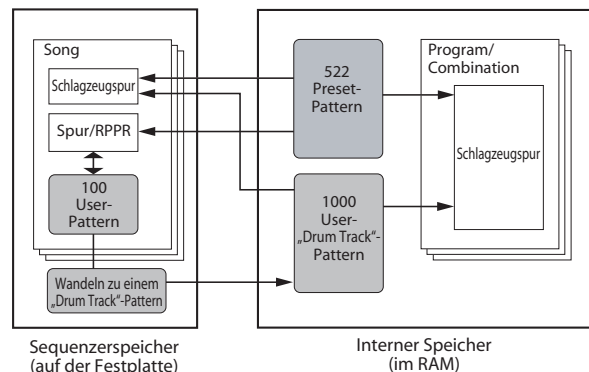 Song
Schlagzeugspur
Spur/RPPR
100
User-
Pattern
Wandeln zu einem
„Drum Track“-Pattern
Sequenzerspeicher
(auf der Festplatte)
522
Preset-
Pattern
1000
User-
„Drum Track“-
Pattern
Program/
Combination
Schlagzeugspur
Interner Speicher
(im RAM)